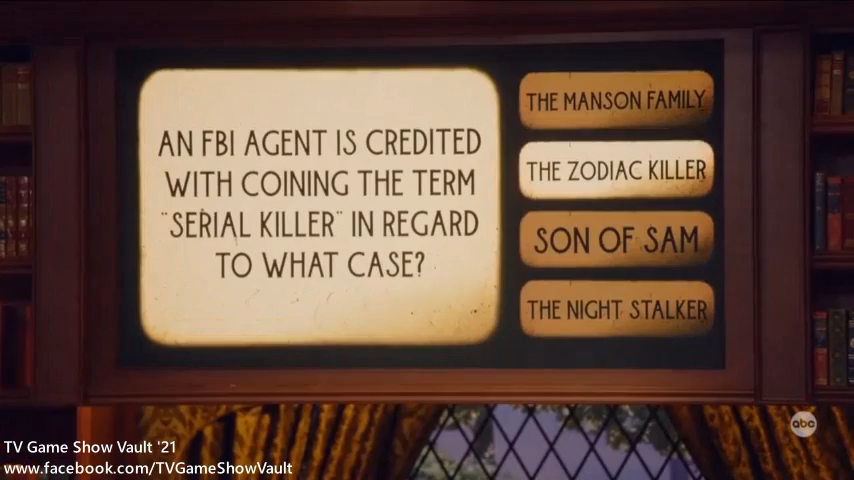 AN FBI AGENT IS CREDITED
WITH COINING THE TERM
"SERIAL KILLER" IN REGARD
TO WHAT CASE?
THE MANSON FAMILY
THE ZODIAC KILLER
SON OF SAM
THE NIGHT STALKER
abc
TV Game Show Vault '21
www.facebook.com/TVGameShowVault